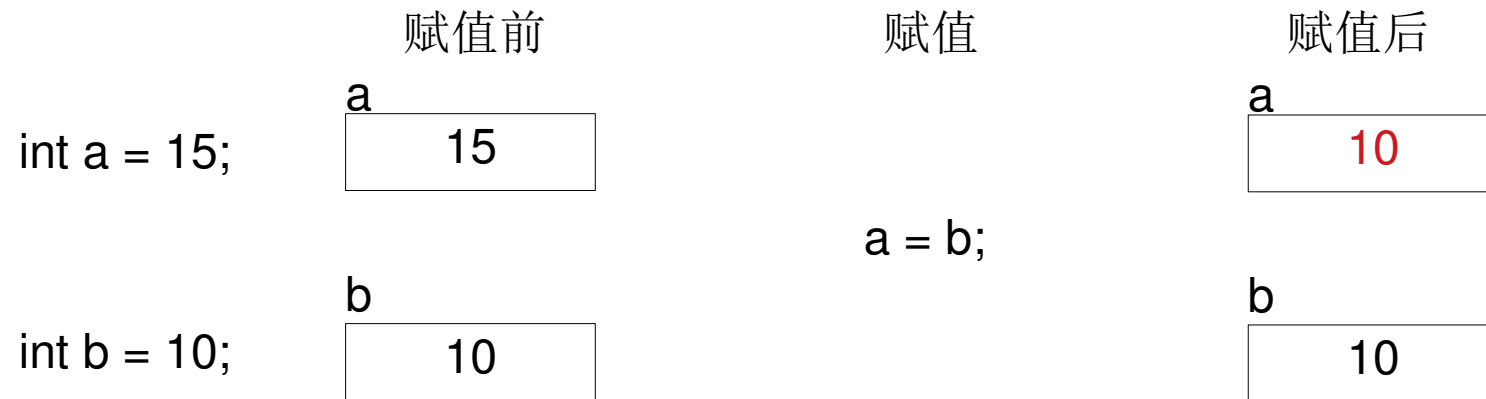 赋值前 赋值 赋值后
a a
int a = 15; 15 10
a = b;
b b
int b = 10; 10 10